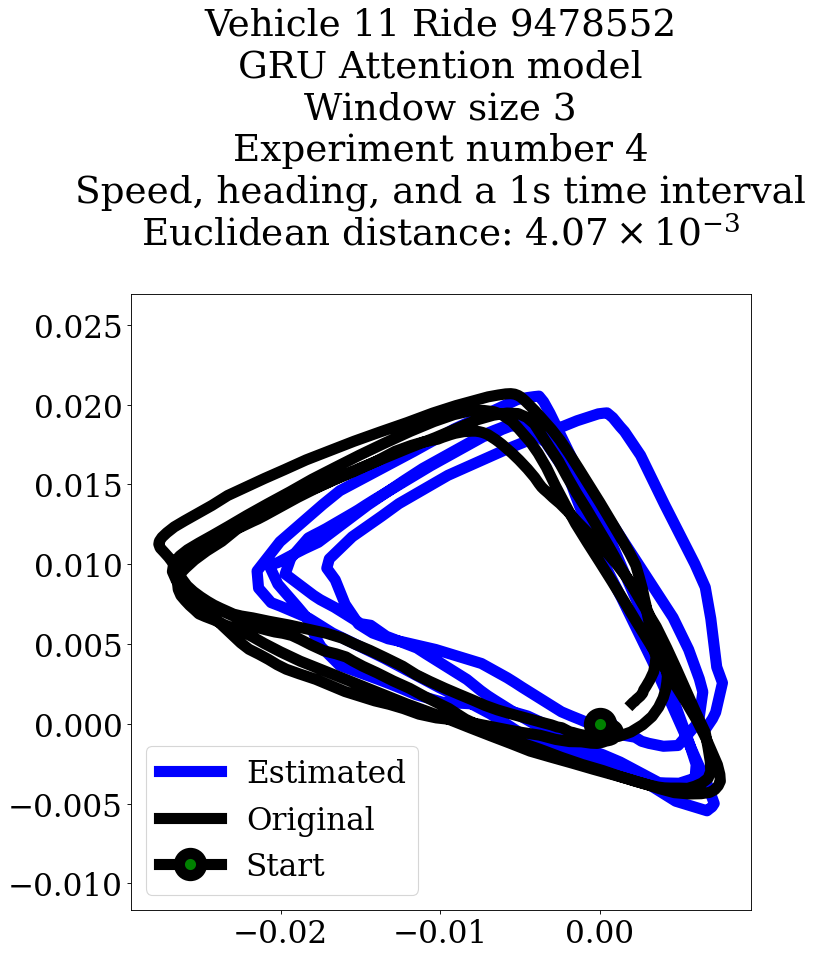 Vehicle 11 Ride 9478552
GRU Attention model
Window size 3
Experiment number 4
Speed, heading, and a 1s time interval
Euclidean distance: 4.07 × 10⁻³
0.025
0.020
0.015
0.010
0.005
0.000
−0.005
−0.010
Estimated
Original
Start
−0.02
−0.01
0.00